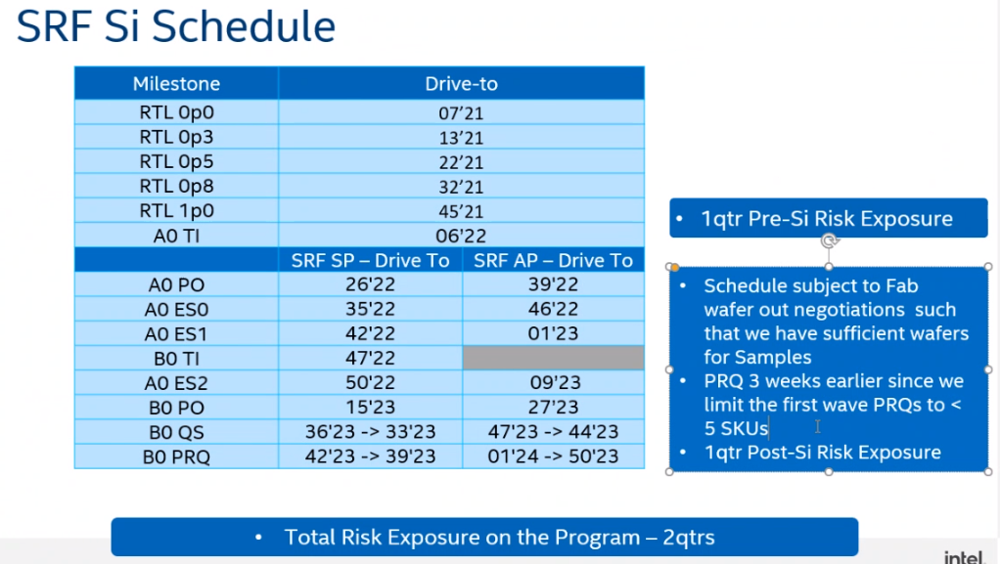 SRF Si Schedule
Milestone Drive-to
RTL 0p0 07’21
RTL 0p3 13’21
RTL 0p5 22’21
RTL 0p8 32’21
RTL 1p0 45’21
A0 TI 06'22
SRF SP – Drive To SRF AP – Drive To
A0 PO 26'22 39'22
A0 ES0 35'22 46'22
A0 ES1 42'22 01'23
B0 TI 47'22
A0 ES2 50'22 09'23
B0 PO 15'23 27'23
B0 QS 36'23 -> 33'23 47'23 -> 44'23
B0 PRQ 42'23 -> 39'23 01'24 -> 50'23
• 1qtr Pre-Si Risk Exposure
• Schedule subject to Fab
wafer out negotiations such
that we have sufficient wafers
for Samples
• PRQ 3 weeks earlier since we
limit the first wave PRQs to <
5 SKUs
• 1qtr Post-Si Risk Exposure
• Total Risk Exposure on the Program – 2qtrs
intel.